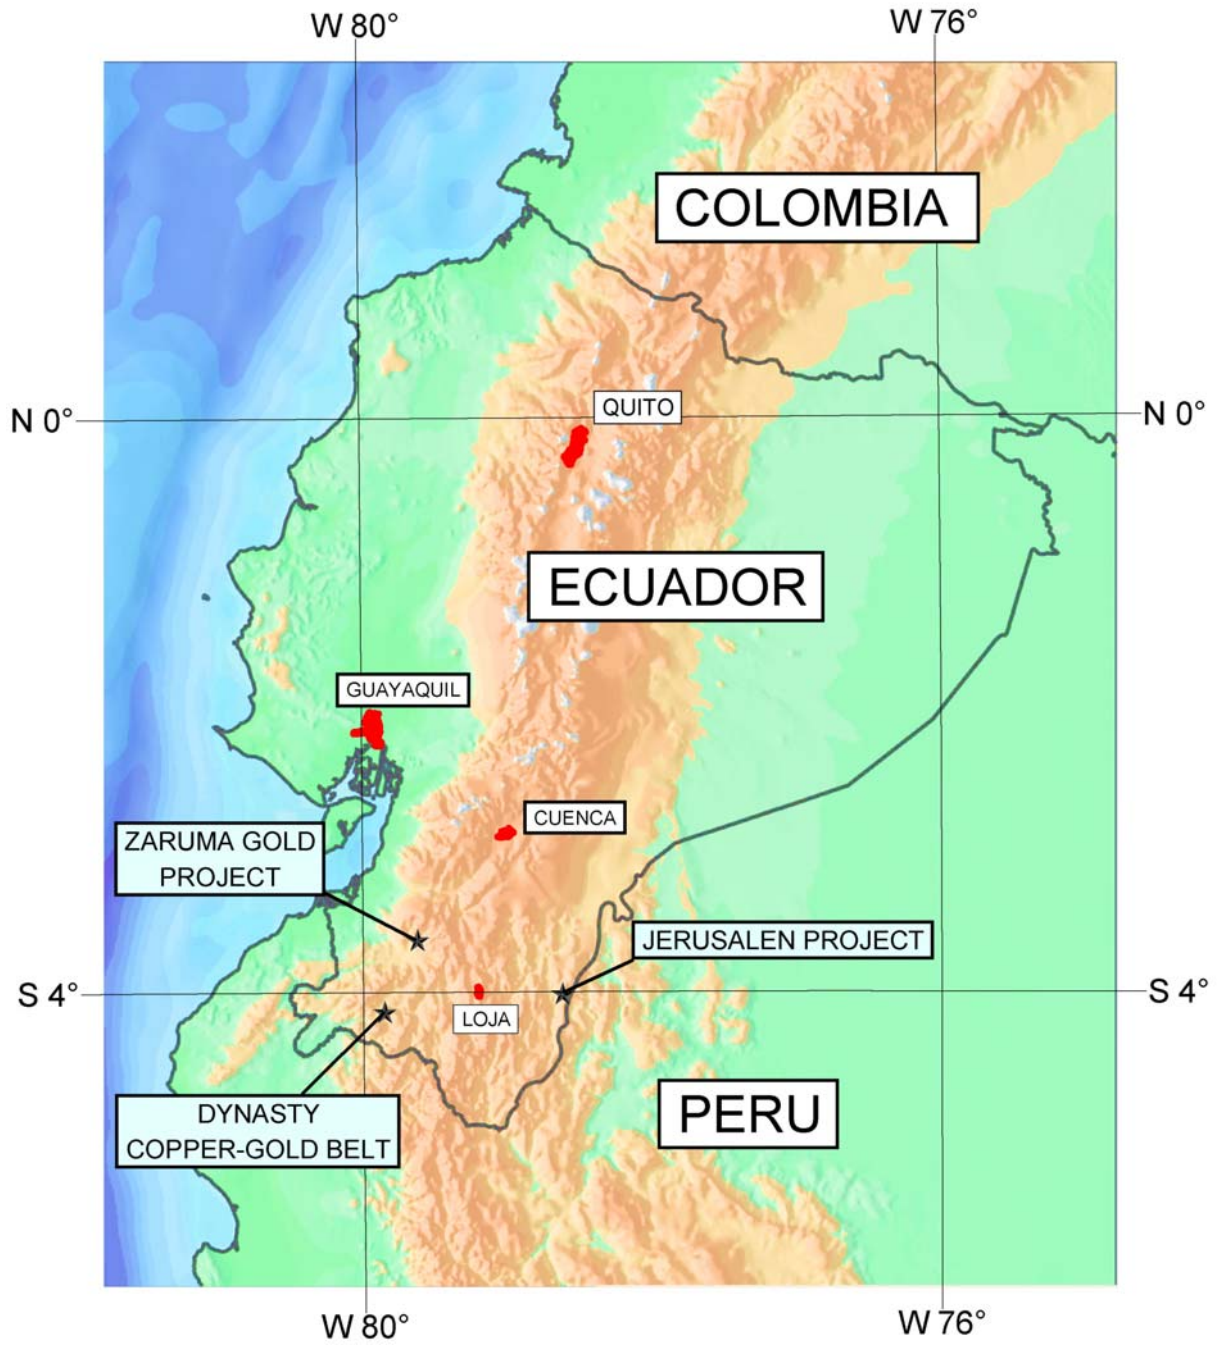 W 80°
W 76°
COLOMBIA
N 0°
QUITO
N 0°
ECUADOR
GUAYAQUIL
CUENCA
ZARUMA GOLD
PROJECT
JERUSALEN PROJECT
S 4°
S 4°
LOJA
DYNASTY
COPPER-GOLD BELT
PERU
W 80°
W 76°